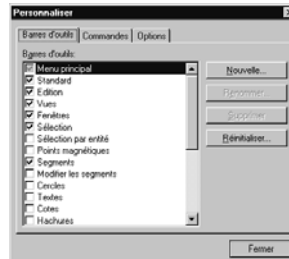 Personnaliser
Barres d'outils
Commandes
Options
Barres d'outils:
Menu principal
Standard
Edition
Vues
Fenêtres
Sélection
Sélection par entité
Points magnétiques
Segments
Modifier les segments
Cercles
Textes
Cotes
Hachures
Nouvelle...
Renommer...
Supprimer
Réinitialiser...
Fermer